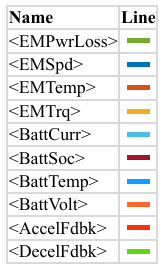 Name Line
<EMPwrLoss>
<EMSpd>
<EMTemp>
<EMTrq>
<BattCurr>
<BattSoc>
<BattTemp>
<BattVolt>
<AccelFdbk>
<DecelFdbk>